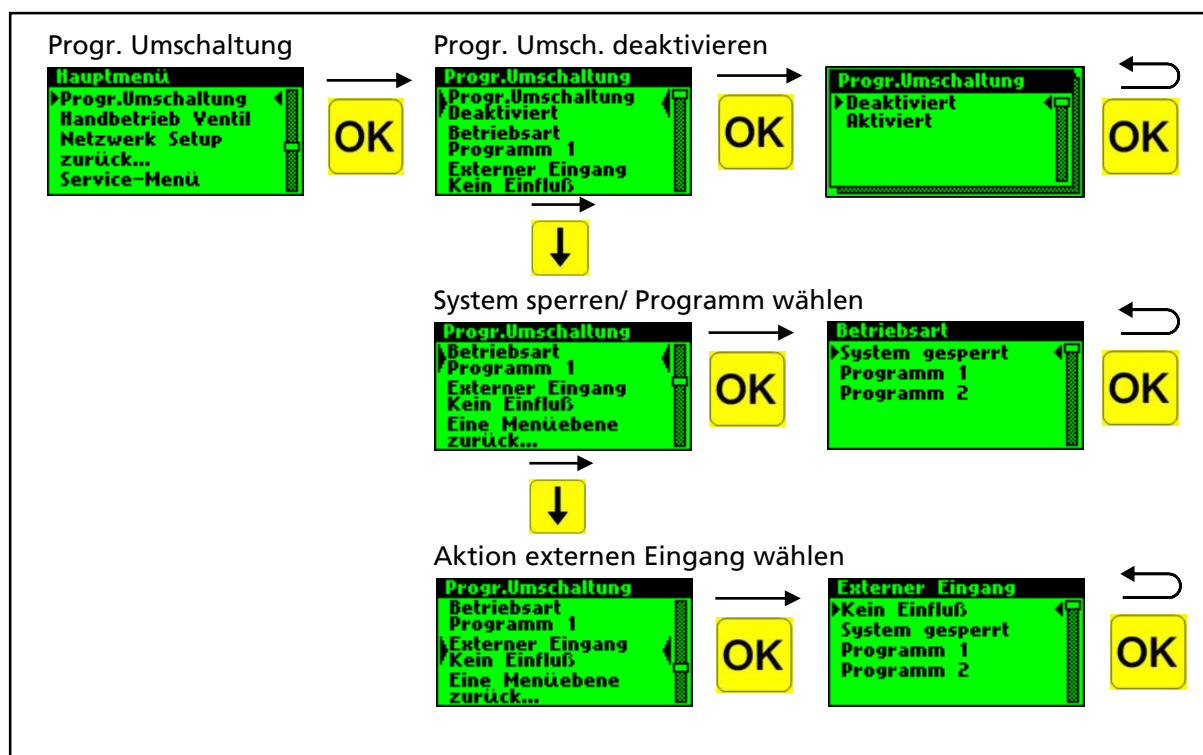 Progr. Umschaltung
Hauptmenü
Progr.Umschaltung
Handbetrieb Ventil
Netzwerk Setup
zurück...
Service-Menü
OK
Progr. Umsch. deaktivieren
Progr.Umschaltung
Progr.Umschaltung
Deaktiviert
Betriebsart
Programm 1
Externer Eingang
Kein Einfluß
OK
Progr.Umschaltung
Deaktiviert
Aktiviert
OK
System sperren/ Programm wählen
Progr.Umschaltung
Betriebsart
Programm 1
Externer Eingang
Kein Einfluß
Eine Menüebene
zurück...
OK
Betriebsart
System gesperrt
Programm 1
Programm 2
OK
Aktion externen Eingang wählen
Progr.Umschaltung
Betriebsart
Programm 1
Externer Eingang
Kein Einfluß
Eine Menüebene
zurück...
OK
Externer Eingang
Kein Einfluß
System gesperrt
Programm 1
Programm 2
OK